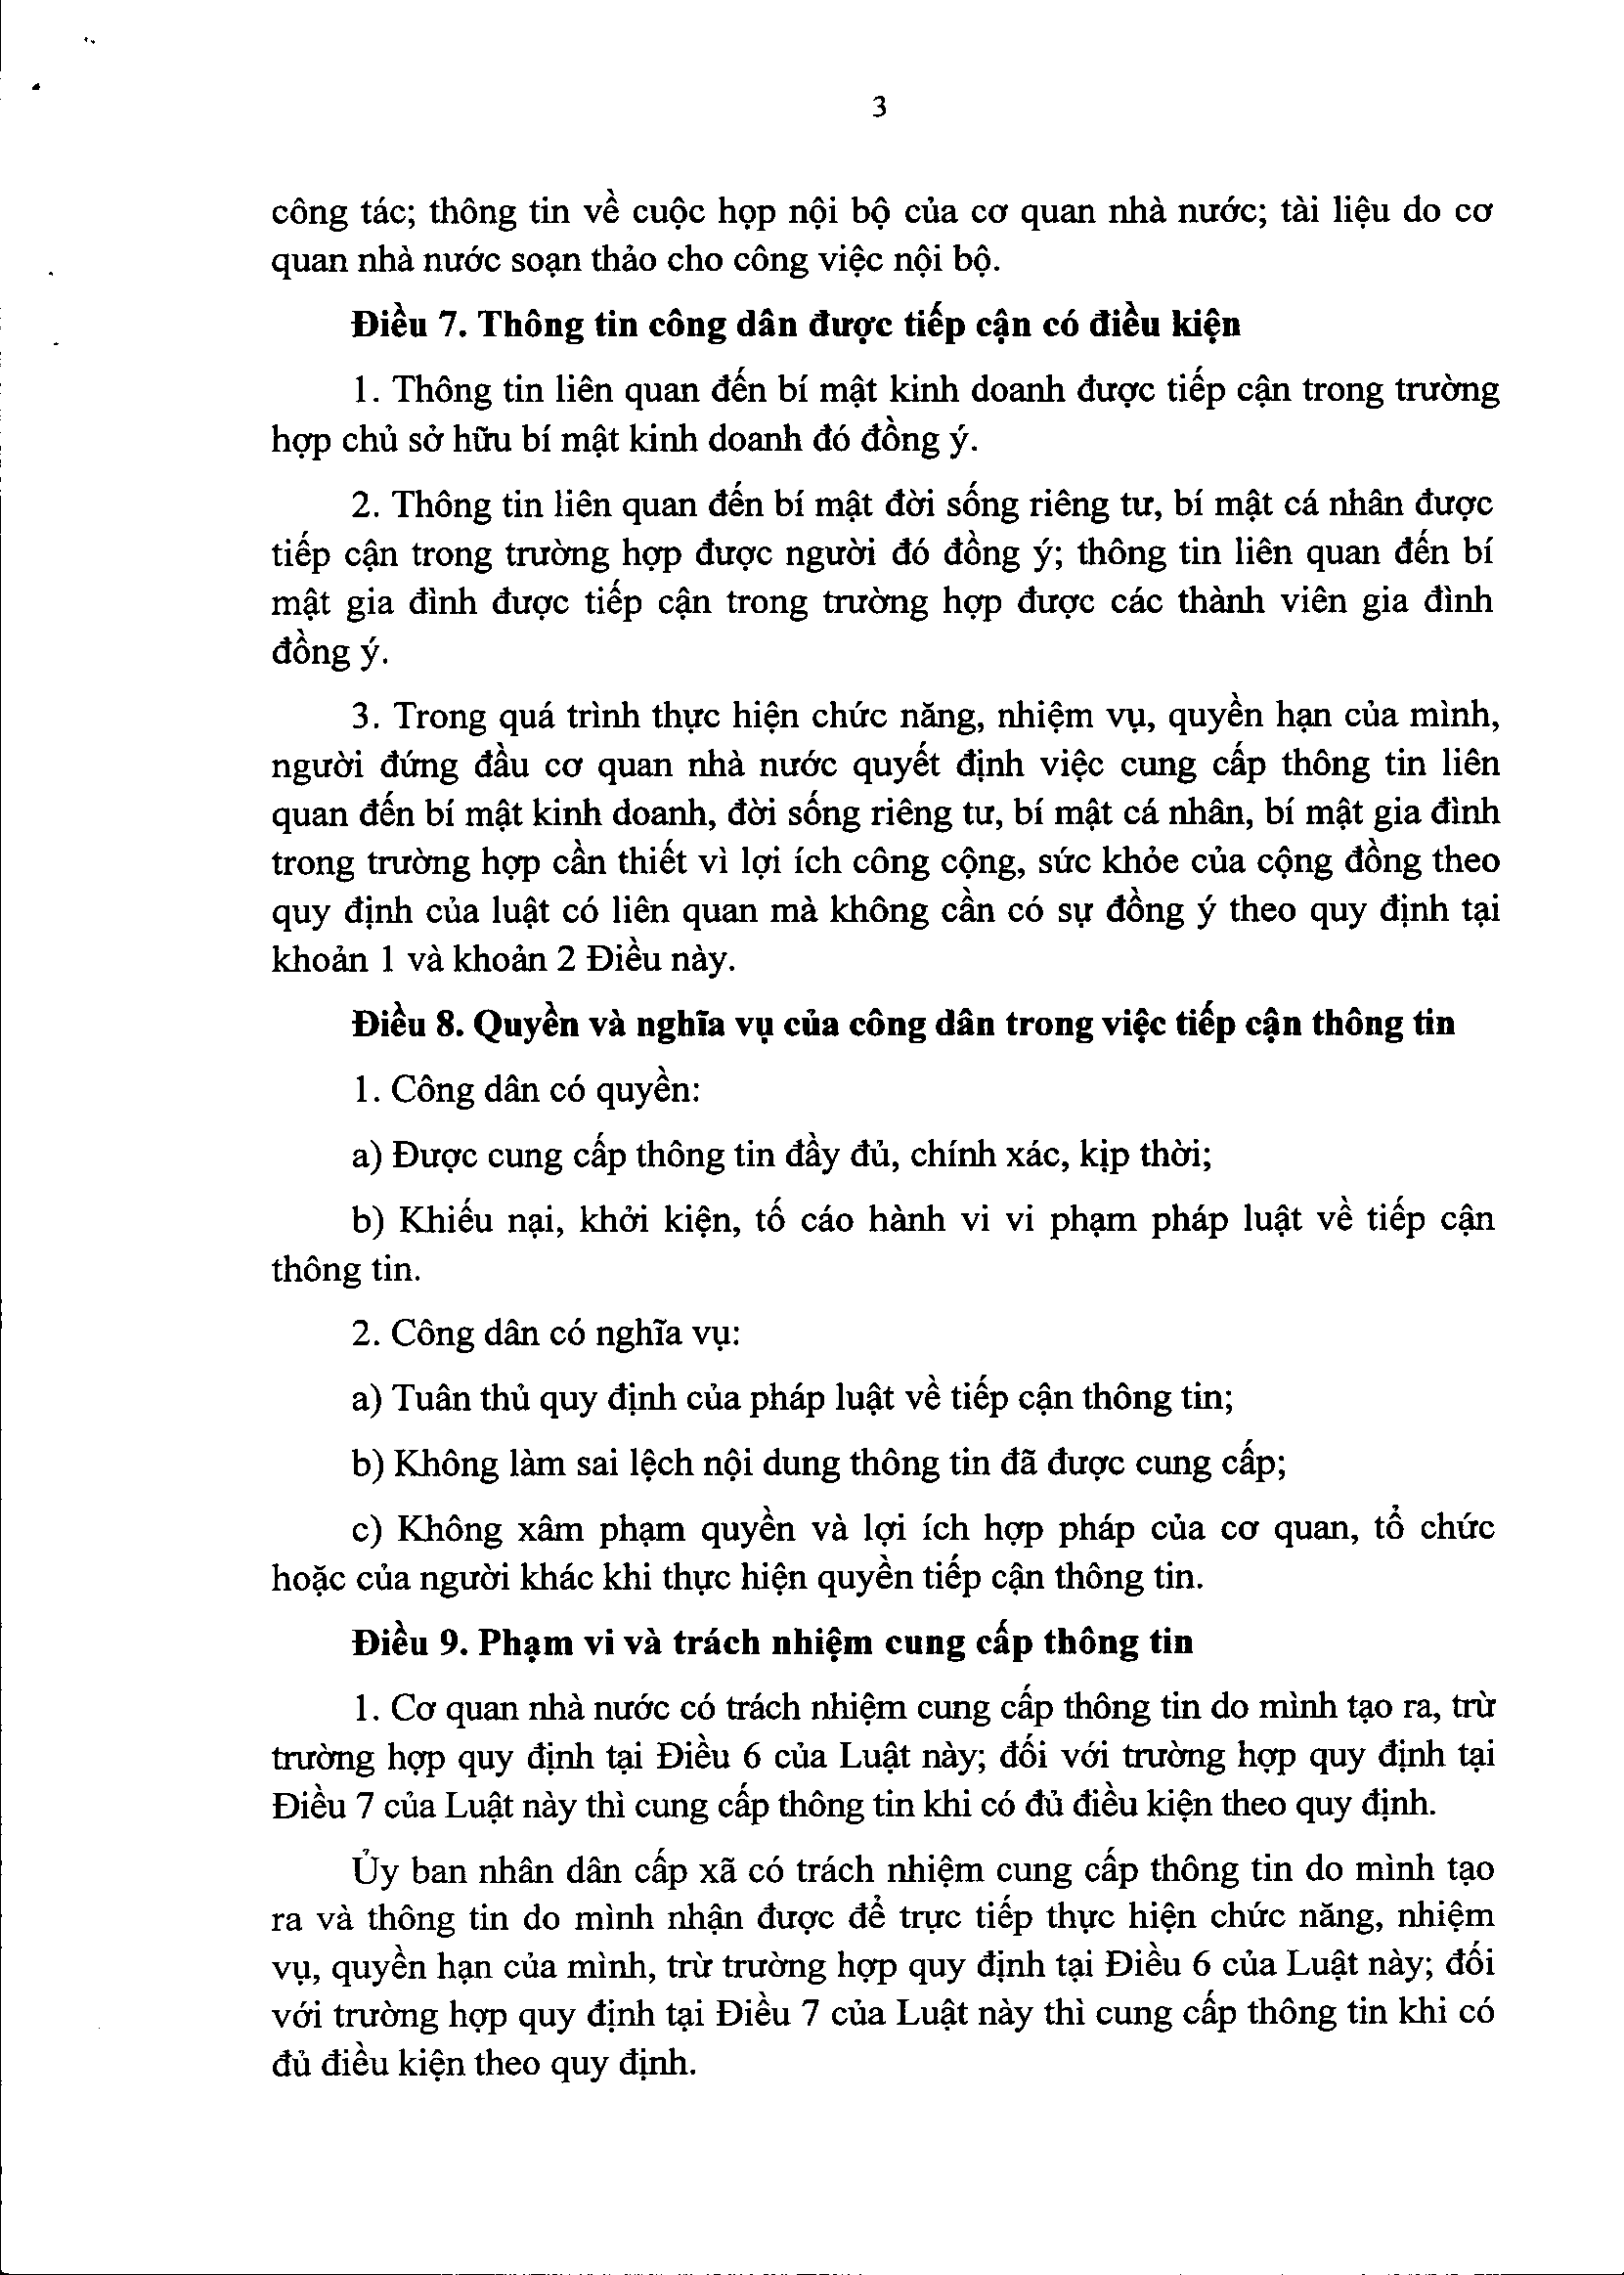 3
công tác; thông tin về cuộc họp nội bộ của cơ quan nhà nước; tài liệu do cơ
quan nhà nước soạn thảo cho công việc nội bộ.
Điều 7. Thông tin công dân được tiếp cận có điều kiện
1. Thông tin liên quan đến bí mật kinh doanh được tiếp cận trong trường
hợp chủ sở hữu bí mật kinh doanh đó đồng ý.
2. Thông tin liên quan đến bí mật đời sống riêng tư, bí mật cá nhân được
tiếp cận trong trường hợp được người đó đồng ý; thông tin liên quan đến bí
mật gia đình được tiếp cận trong trường hợp được các thành viên gia đình
đồng ý.
3. Trong quá trình thực hiện chức năng, nhiệm vụ, quyền hạn của mình,
người đứng đầu cơ quan nhà nước quyết định việc cung cấp thông tin liên
quan đến bí mật kinh doanh, đời sống riêng tư, bí mật cá nhân, bí mật gia đình
trong trường hợp cần thiết vì lợi ích công cộng, sức khỏe của cộng đồng theo
quy định của luật có liên quan mà không cần có sự đồng ý theo quy định tại
khoản 1 và khoản 2 Điều này.
Điều 8. Quyền và nghĩa vụ của công dân trong việc tiếp cận thông tin
1. Công dân có quyền:
a) Được cung cấp thông tin đầy đủ, chính xác, kịp thời;
b) Khiếu nại, khởi kiện, tố cáo hành vi vi phạm pháp luật về tiếp cận
thông tin.
2. Công dân có nghĩa vụ:
a) Tuân thủ quy định của pháp luật về tiếp cận thông tin;
b) Không làm sai lệch nội dung thông tin đã được cung cấp;
c) Không xâm phạm quyền và lợi ích hợp pháp của cơ quan, tổ chức
hoặc của người khác khi thực hiện quyền tiếp cận thông tin.
Điều 9. Phạm vi và trách nhiệm cung cấp thông tin
1. Cơ quan nhà nước có trách nhiệm cung cấp thông tin do mình tạo ra, trừ
trường hợp quy định tại Điều 6 của Luật này; đối với trường hợp quy định tại
Điều 7 của Luật này thì cung cấp thông tin khi có đủ điều kiện theo quy định.
Ủy ban nhân dân cấp xã có trách nhiệm cung cấp thông tin do mình tạo
ra và thông tin do mình nhận được để trực tiếp thực hiện chức năng, nhiệm
vụ, quyền hạn của mình, trừ trường hợp quy định tại Điều 6 của Luật này; đối
với trường hợp quy định tại Điều 7 của Luật này thì cung cấp thông tin khi có
đủ điều kiện theo quy định.